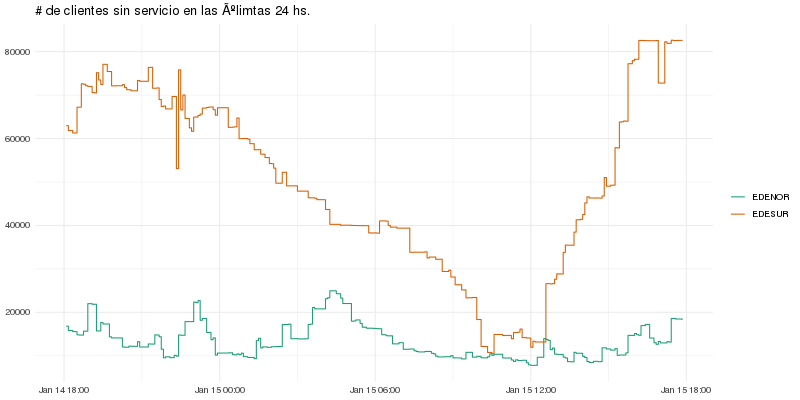 # de clientes sin servicio en las Ãºlimtas 24 hs.
80000
60000
40000
20000
Jan 14 18:00
Jan 15 00:00
Jan 15 06:00
Jan 15 12:00
Jan 15 18:00
EDENOR
EDESUR